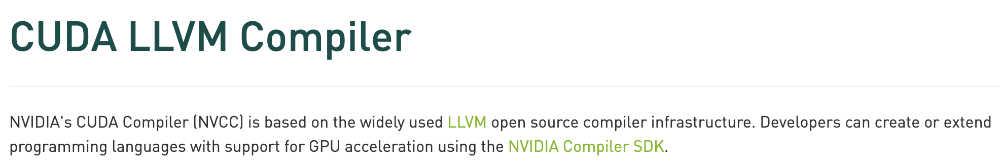 CUDA LLVM Compiler
NVIDIA's CUDA Compiler (NVCC) is based on the widely used LLVM open source compiler infrastructure. Developers can create or extend
programming languages with support for GPU acceleration using the NVIDIA Compiler SDK.